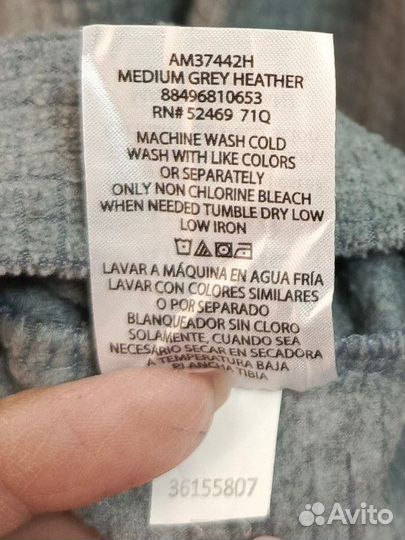 AM37442H
MEDIUM GREY HEATHER
88496810653
RN# 52469 71Q
MACHINE WASH COLD
WASH WITH LIKE COLORS
OR SEPARATELY
ONLY NON CHLORINE BLEACH
WHEN NEEDED TUMBLE DRY LOW
LOW IRON
LAVAR A MÁQUINA EN AGUA FRÍA
LAVAR CON COLORES SIMILARES
O POR SEPARADO
BLANQUEADOR SIN CLORO
SOLAMENTE, CUANDO SEA
NECESARIO SECAR EN SECADORA
A TEMPERATURA BAJA
PLANCHA TIBIA
36155807
Avito